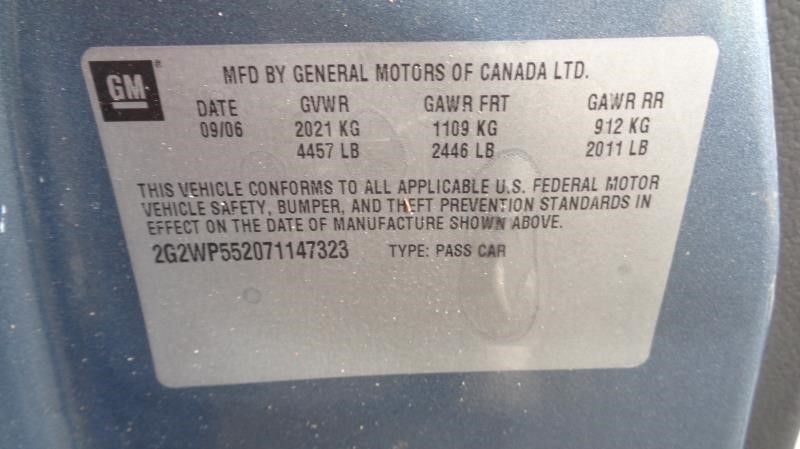 GM®
MFD BY GENERAL MOTORS OF CANADA LTD.
DATE GVWR GAWR FRT GAWR RR
09/06 2021 KG 1109 KG 912 KG
4457 LB 2446 LB 2011 LB
THIS VEHICLE CONFORMS TO ALL APPLICABLE U.S. FEDERAL MOTOR
VEHICLE SAFETY, BUMPER, AND THEFT PREVENTION STANDARDS IN
EFFECT ON THE DATE OF MANUFACTURE SHOWN ABOVE.
2G2WP552071147323 TYPE: PASS CAR